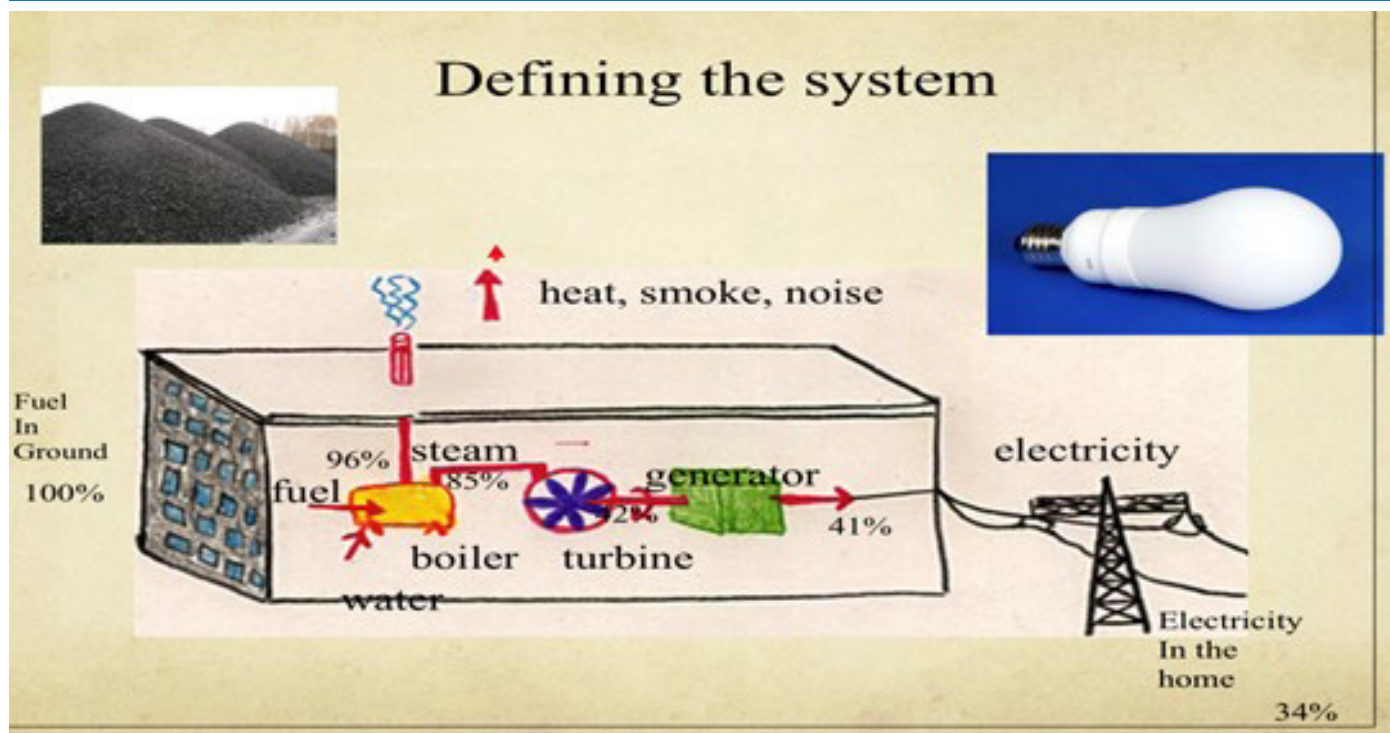 Defining the system
heat, smoke, noise
Fuel
In
Ground
100%
96%
steam
85%
fuel
generator
42%
41%
electricity
boiler
turbine
water
Electricity
In the
home
34%